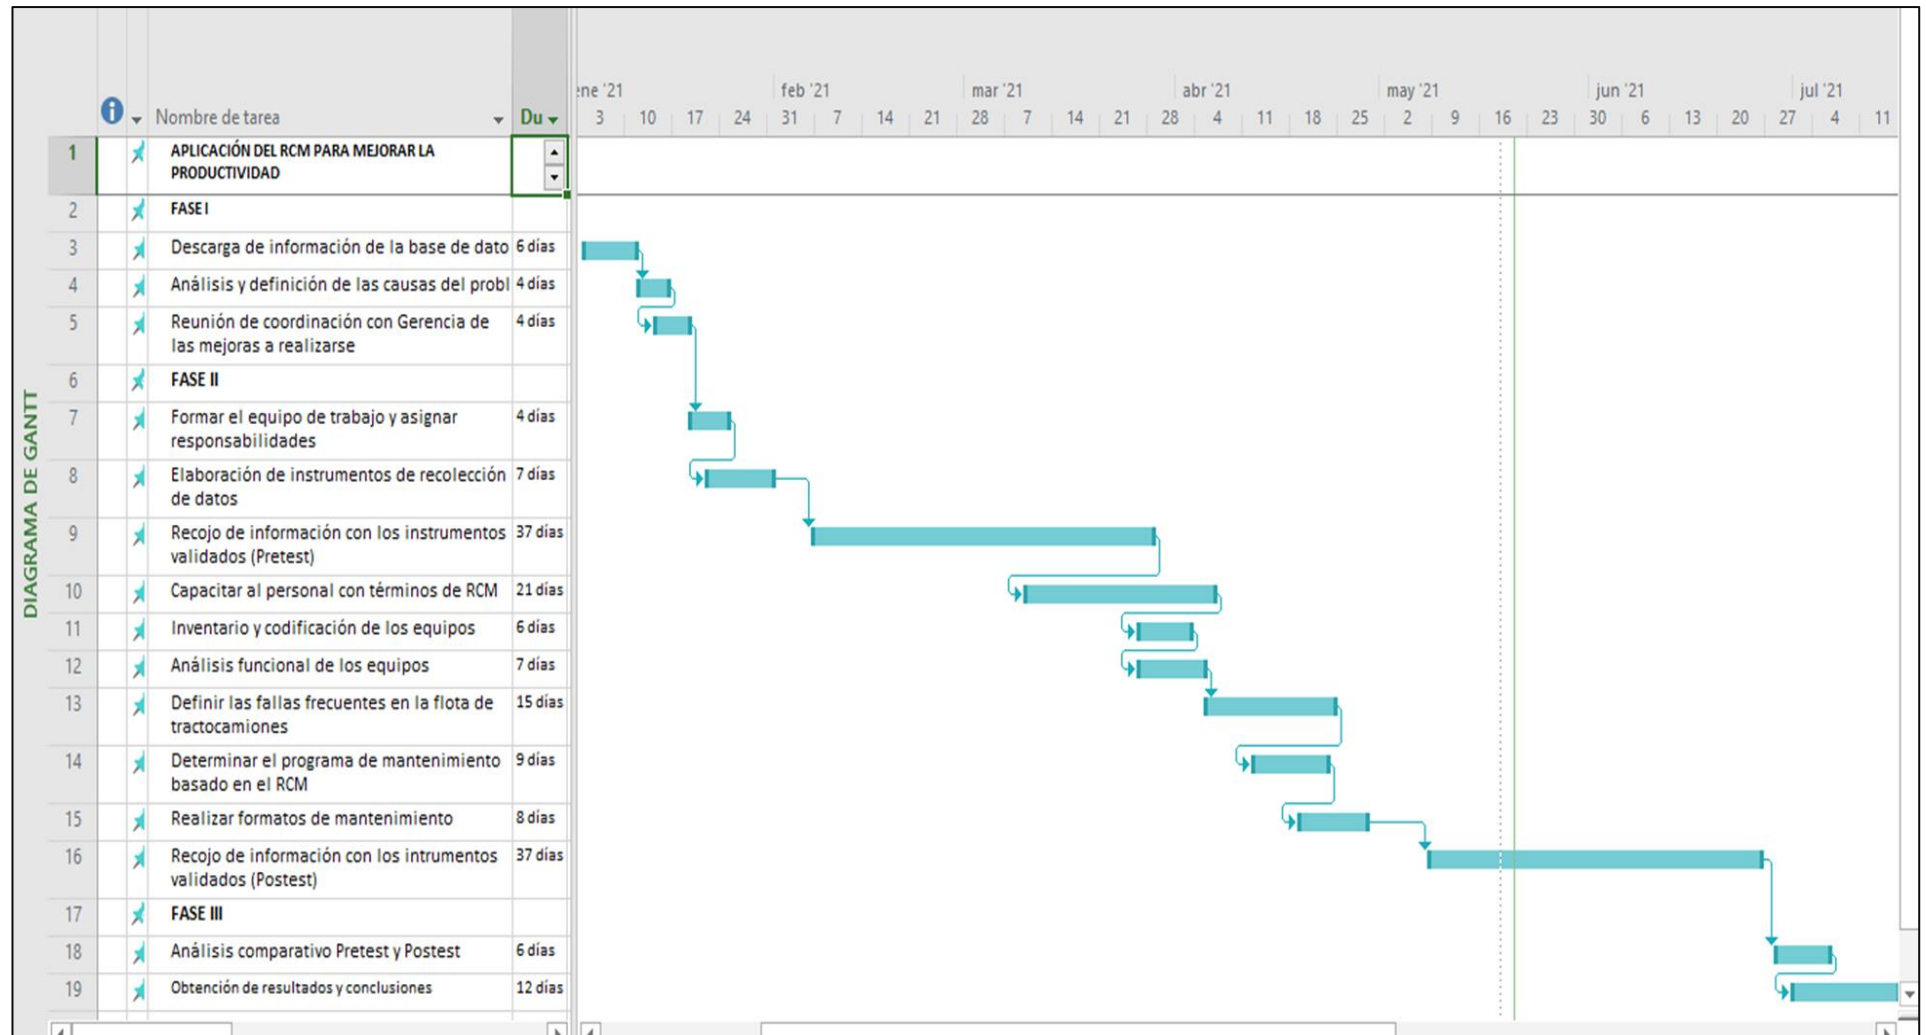 ene '21 feb '21 mar '21 abr '21 may '21 jun '21 jul '21
Nombre de tarea Du 3 10 17 24 31 7 14 21 28 7 14 21 28 4 11 18 25 2 9 16 23 30 6 13 20 27 4 11
DIAGRAMA DE GANTT
1 APLICACIÓN DEL RCM PARA MEJORAR LA
PRODUCTIVIDAD
2 FASE I
3 Descarga de información de la base de dato 6 días
4 Análisis y definición de las causas del probl 4 días
5 Reunión de coordinación con Gerencia de 4 días
las mejoras a realizarse
6 FASE II
7 Formar el equipo de trabajo y asignar 4 días
responsabilidades
8 Elaboración de instrumentos de recolección 7 días
de datos
9 Recojo de información con los instrumentos 37 días
validados (Pretest)
10 Capacitar al personal con términos de RCM 21 días
11 Inventario y codificación de los equipos 6 días
12 Análisis funcional de los equipos 7 días
13 Definir las fallas frecuentes en la flota de 15 días
tractocamiones
14 Determinar el programa de mantenimiento 9 días
basado en el RCM
15 Realizar formatos de mantenimiento 8 días
16 Recojo de información con los intrumentos 37 días
validados (Postest)
17 FASE III
18 Análisis comparativo Pretest y Postest 6 días
19 Obtención de resultados y conclusiones 12 días